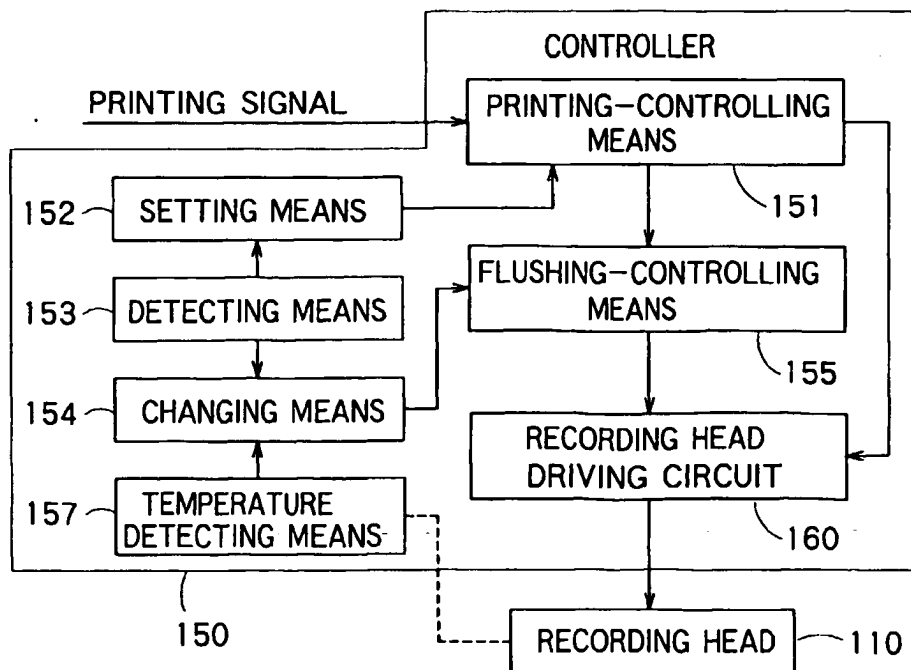 CONTROLLER
PRINTING SIGNAL
PRINTING-CONTROLLING
MEANS
151
152
SETTING MEANS
FLUSHING-CONTROLLING
MEANS
155
153
DETECTING MEANS
154
CHANGING MEANS
RECORDING HEAD
DRIVING CIRCUIT
160
157
TEMPERATURE
DETECTING MEANS
150
RECORDING HEAD
110